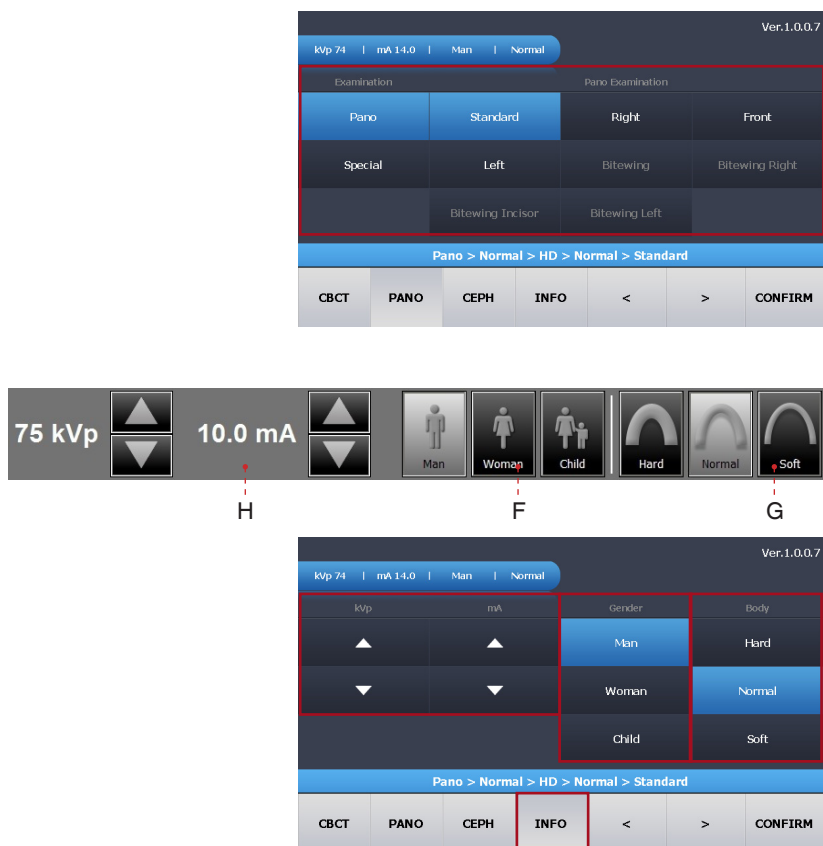 Ver.1.0.0.7
kVp 74 | mA 14.0 | Man | Normal
Examination Pano Examination
Pano Standard Right Front
Special Left Bitewing Bitewing Right
Bitewing Incisor Bitewing Left
Pano > Normal > HD > Normal > Standard
CBCT PANO CEPH INFO < > CONFIRM
75 kVp 10.0 mA
Man Woman Child Hard Normal Soft
H F G
Ver.1.0.0.7
kVp 74 | mA 14.0 | Man | Normal
kVp mA Gender Body
Man Hard
Woman Normal
Child Soft
Pano > Normal > HD > Normal > Standard
CBCT PANO CEPH INFO < > CONFIRM